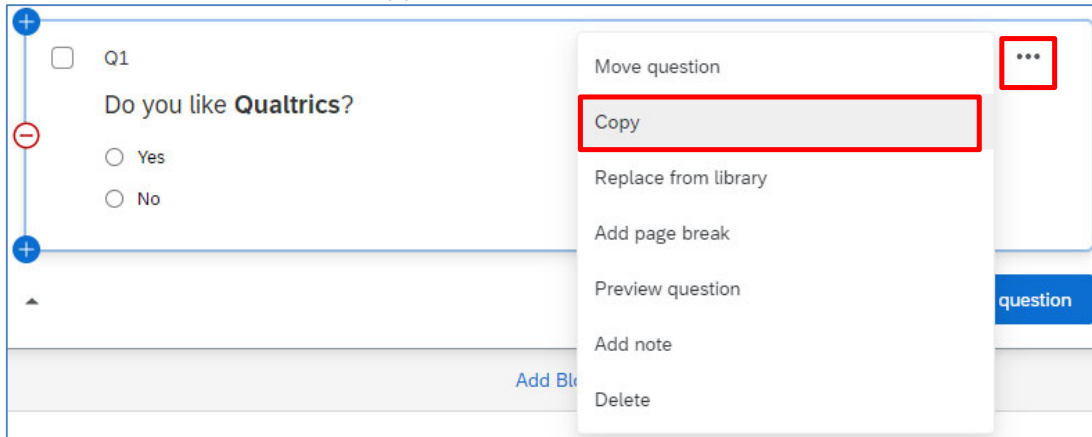 Q1
Do you like Qualtrics?
Yes
No
Move question
Copy
Replace from library
Add page break
Preview question
Add note
Delete
question
Add